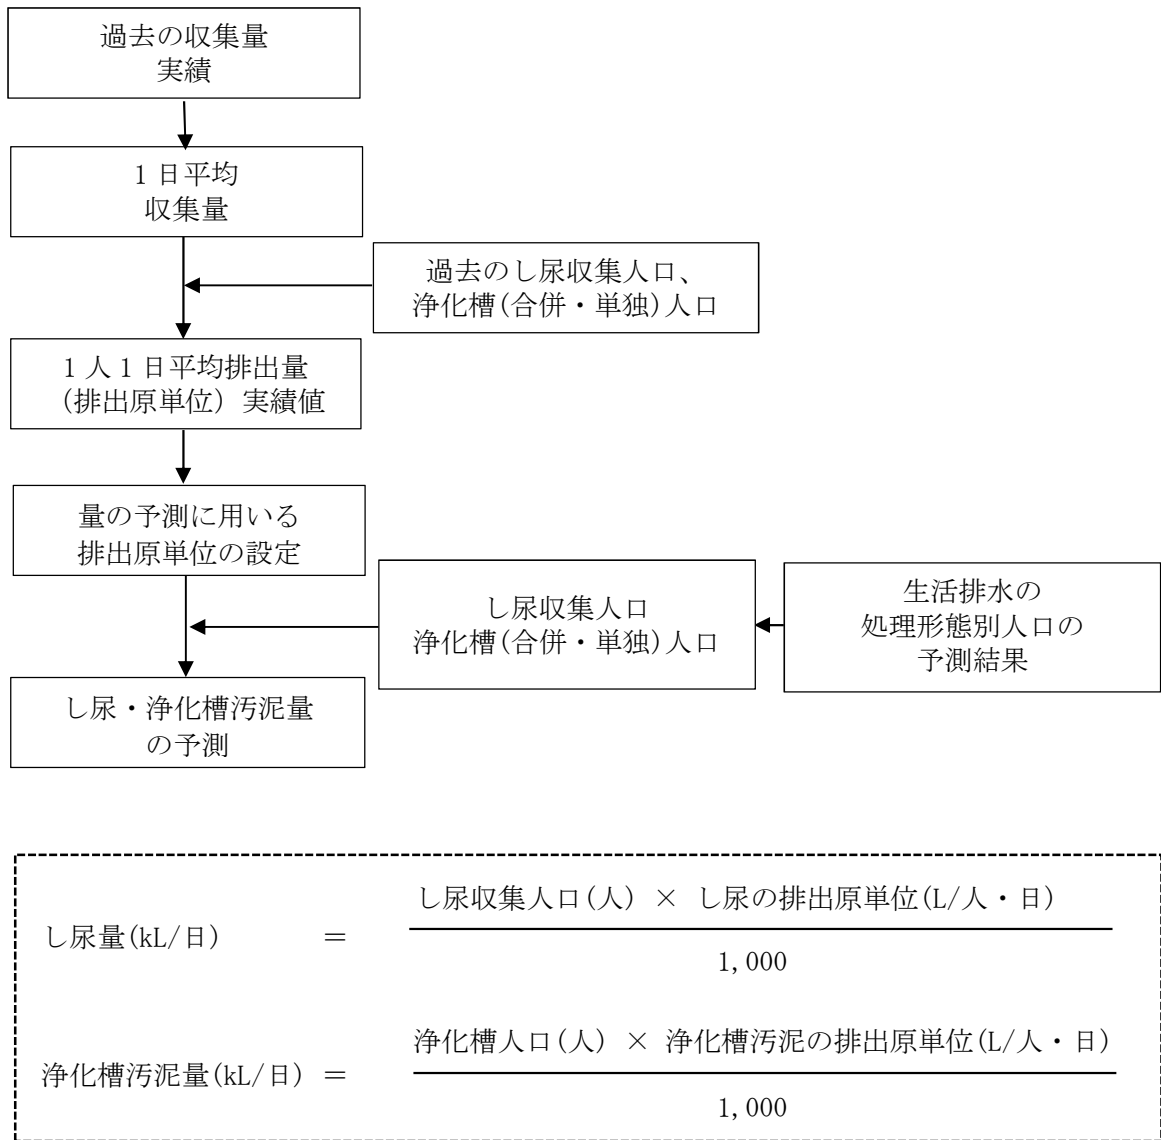 過去の収集量
実績
1日平均
収集量
過去のし尿収集人口、
浄化槽(合併・単独)人口
1人1日平均排出量
(排出原単位) 実績値
量の予測に用いる
排出原単位の設定
し尿収集人口
浄化槽(合併・単独)人口
生活排水の
処理形態別人口の
予測結果
し尿・浄化槽汚泥量
の予測
し尿収集人口(人) × し尿の排出原単位(L/人・日)
し尿量(kL/日) =
1,000
浄化槽人口(人) × 浄化槽汚泥の排出原単位(L/人・日)
浄化槽汚泥量(kL/日) =
1,000